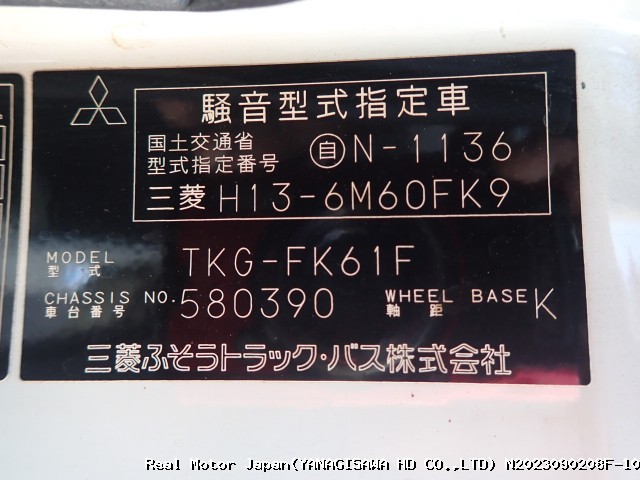 騒音型式指定車
国土交通省
型式指定番号 自N-1136
三菱 H13-6M60FK9
MODEL
型式 TKG-FK61F
CHASSIS NO. 580390 WHEEL BASE K
車台番号 軸距
三菱ふそうトラック・バス株式会社
Real Motor Japan(YANAGISAWA HD CO.,LTD) N2023090208F-10